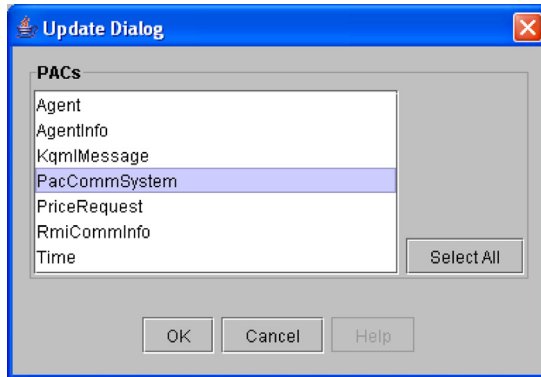 Update Dialog
PACs
Agent
AgentInfo
KqmlMessage
PacCommSystem
PriceRequest
RmiCommInfo
Time
Select All
OK Cancel Help